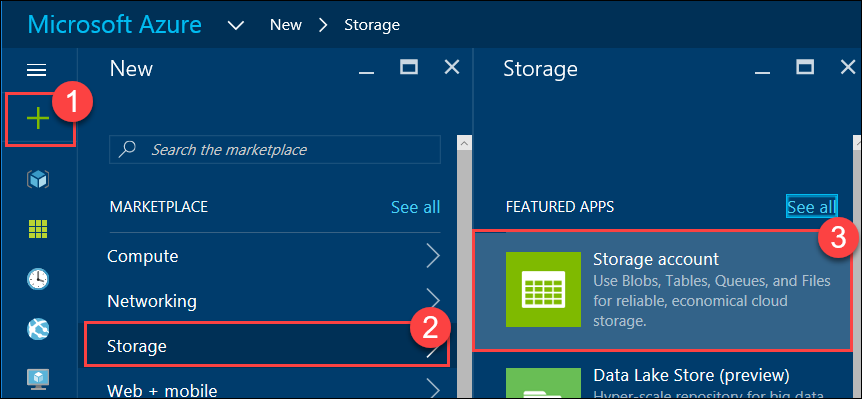 Microsoft Azure New Storage
1
New
Storage
Search the marketplace
MARKETPLACE See all
FEATURED APPS See all
3
Compute
Networking
Storage
2
Web + mobile
Storage account
Use Blobs, Tables, Queues, and Files
for reliable, economical cloud
storage.
Data Lake Store (preview)
Hyper-scale repository for big data